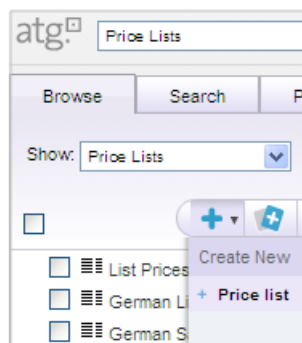 atg
Price Lists
Browse Search P
Show: Price Lists
Create New
List Prices
+ Price list
German Li
German S